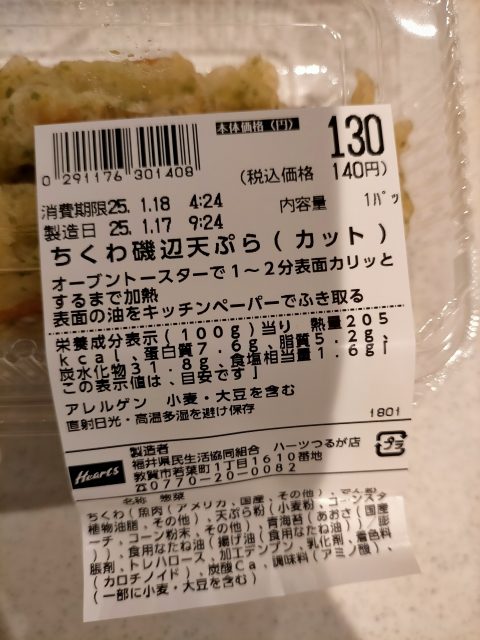 本体価格(円)
130
(税込価格 140円)
0 291176 301408
消費期限25. 1.18 4:24
製造日 25. 1.17 9:24
内容量 1パッ
ちくわ磯辺天ぷら(カット)
オーブントースターで1~2分表面カリッと
するまで加熱
表面の油をキッチンペーパーでふき取る
栄養成分表示(100g)当り 熱量205
kcal、蛋白質7.6g、脂質5.2g、
炭水化物31.8g、食塩相当量1.6g「
この表示値は、目安です」
アレルゲン 小麦・大豆を含む
直射日光・高温多湿を避け保存
1801
プラ
Hearts
製造者
福井県民生活協同組合 ハーツつるが店
敦賀市若葉町1丁目1610番地
☎0770-20-0082
名称 惣菜
ちくわ(魚肉(アメリカ、国産、その他)、でん粉、
植物油脂、その他)、天ぷら粉(小麦粉、コーンスタ
ーチ、コーン粉末、その他)、青海苔(あおさ(国産
))、食用なたね油(揚げ油(食用なたね油)/膨
脹剤、トレハロース、加工デンプン、乳化剤、着色料
(カロチノイド)、炭酸Ca、調味料(アミノ酸)、
(一部に小麦・大豆を含む)